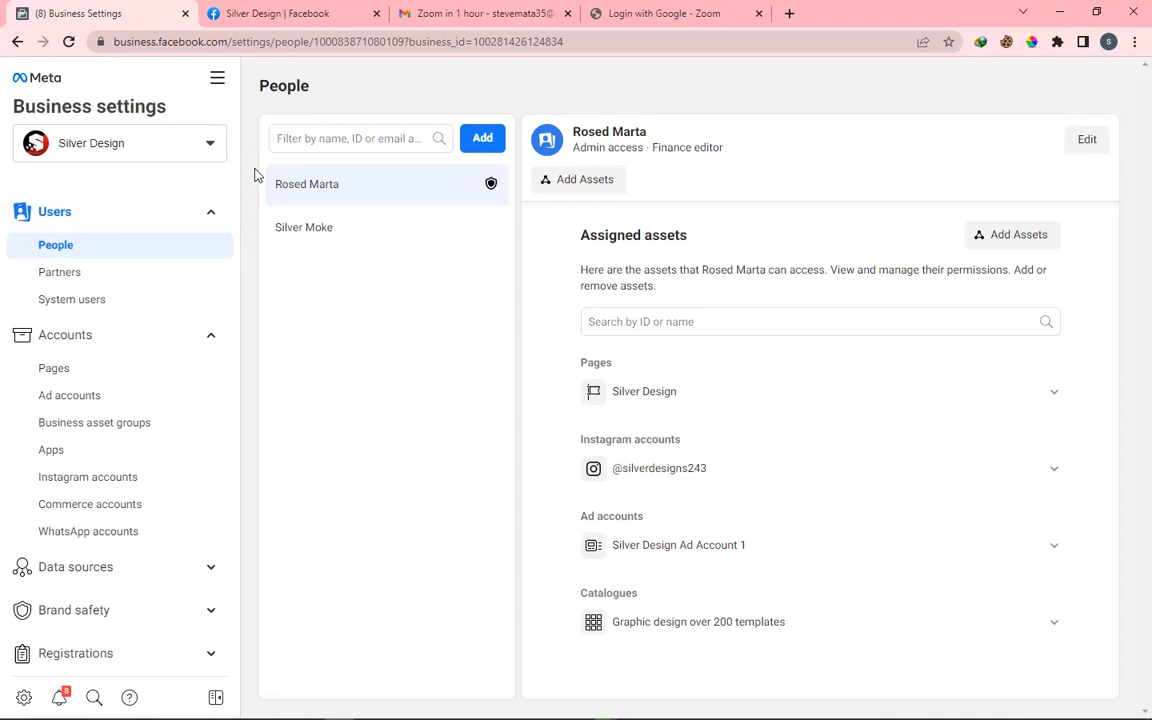 (8) Business Settings
Silver Design | Facebook
Zoom in 1 hour - stevemata35@
Login with Google - Zoom
business.facebook.com/settings/people/100083871080109?business_id=100281426124834
S
Meta
Business settings
Silver Design
Users
People
Partners
System users
Accounts
Pages
Ad accounts
Business asset groups
Apps
Instagram accounts
Commerce accounts
WhatsApp accounts
Data sources
Brand safety
Registrations
8
People
Filter by name, ID or email a...
Add
Rosed Marta
Silver Moke
Rosed Marta
Admin access · Finance editor
Edit
Add Assets
Assigned assets
Add Assets
Here are the assets that Rosed Marta can access. View and manage their permissions. Add or
remove assets.
Search by ID or name
Pages
Silver Design
Instagram accounts
@silverdesigns243
Ad accounts
Silver Design Ad Account 1
Catalogues
Graphic design over 200 templates